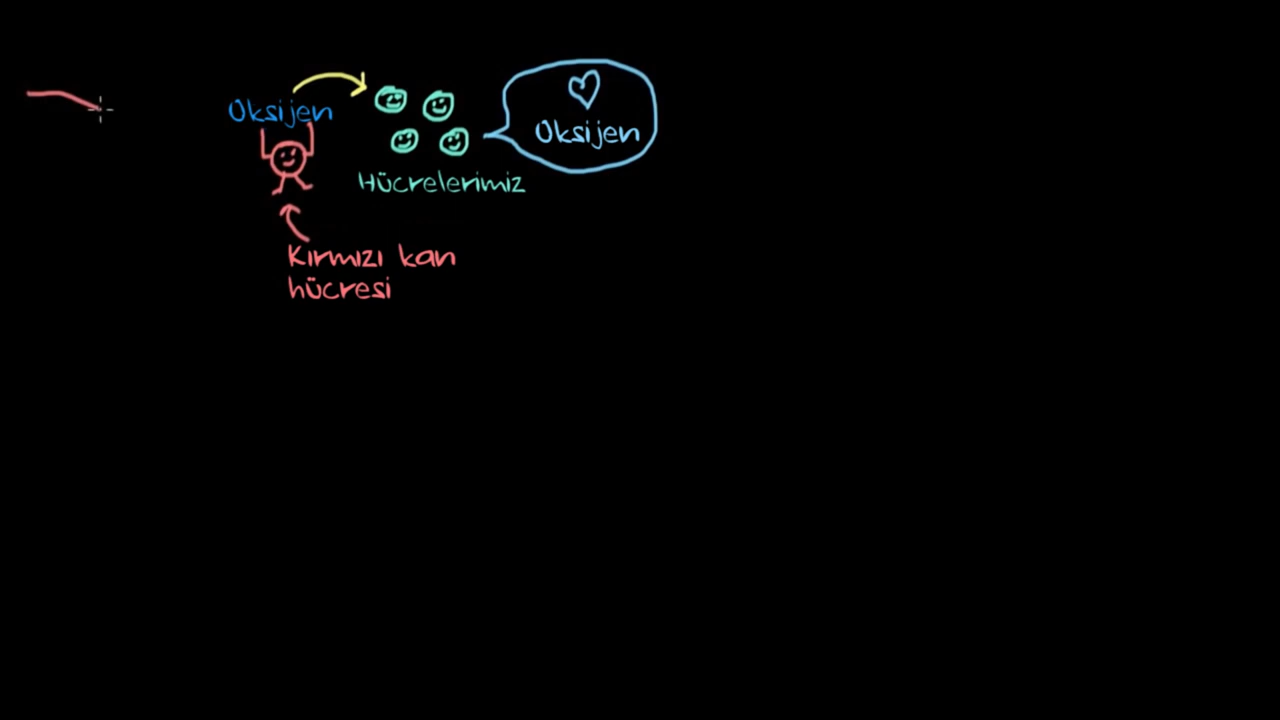 Oksijen
Oksijen
Hücrelerimiz
Kırmızı kan
hücresi